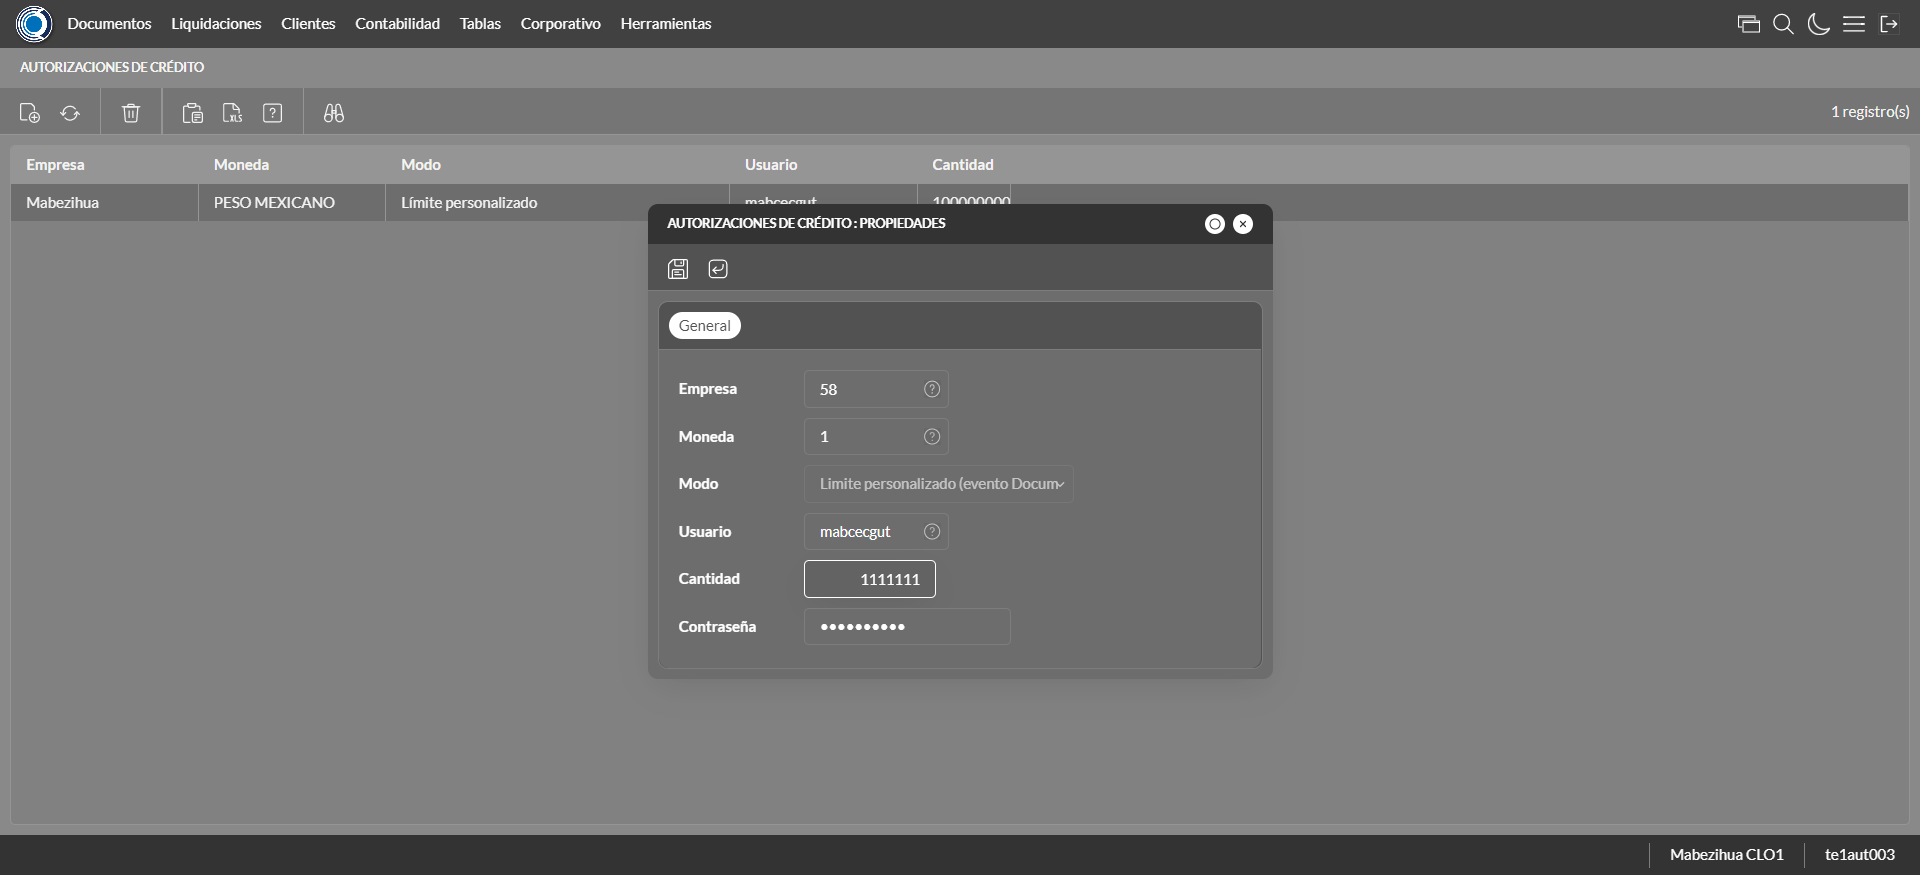 Documentos Liquidaciones Clientes Contabilidad Tablas Corporativo Herramientas
AUTORIZACIONES DE CRÉDITO
XLS
1 registro(s)
Empresa Moneda Modo Usuario Cantidad
Mabezihua PESO MEXICANO Límite personalizado mabcecgut 100000000
AUTORIZACIONES DE CRÉDITO : PROPIEDADES
General
Empresa 58
Moneda 1
Modo Limite personalizado (evento Docum
Usuario mabcecgut
Cantidad 1111111
Contraseña ••••••••••
Mabezihua CLO1 te1aut003